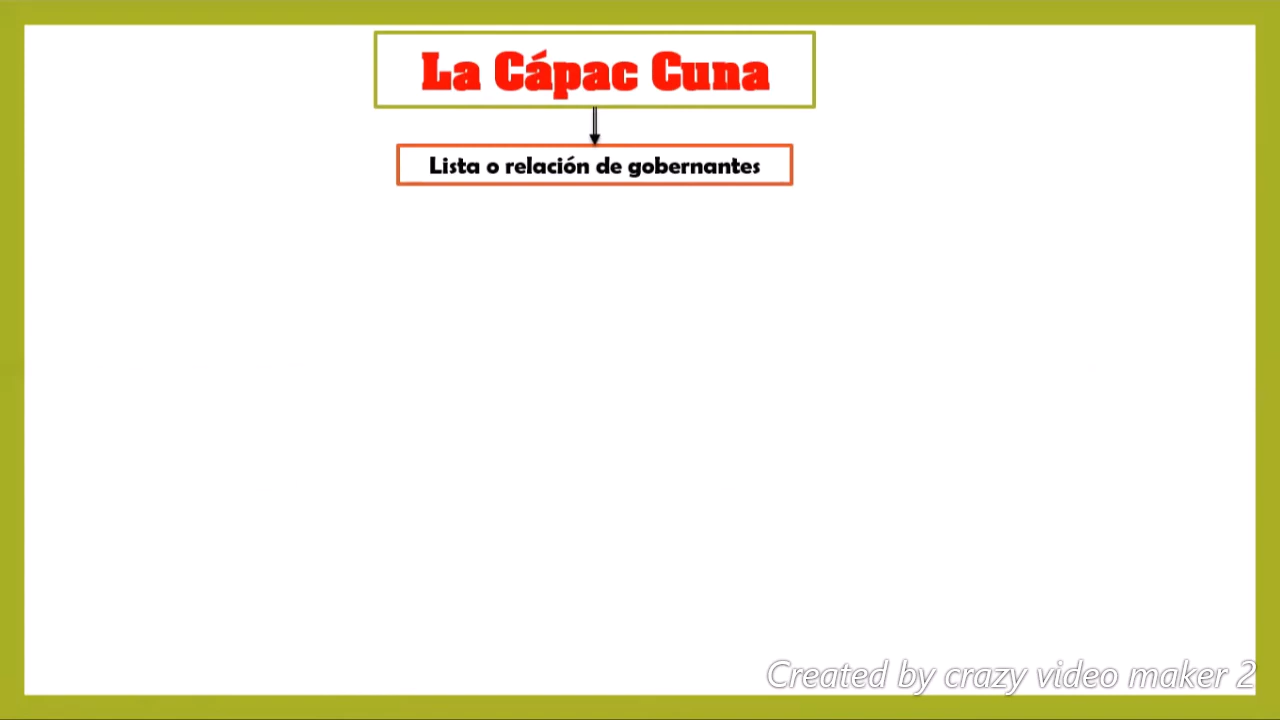 La Cápac Cuna
Lista o relación de gobernantes
Created by crazy video maker 2